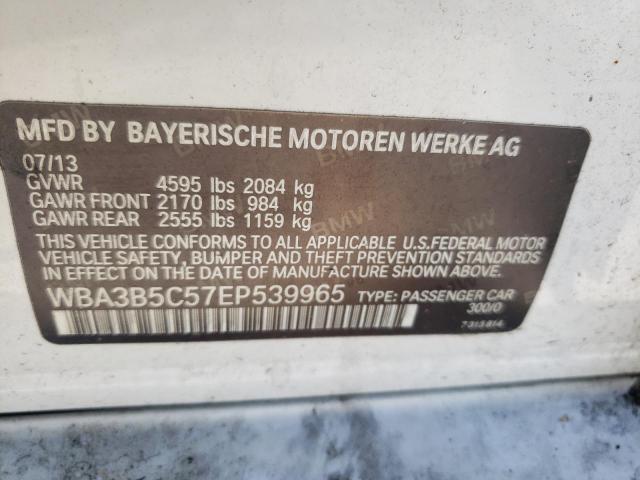 MFD BY BAYERISCHE MOTOREN WERKE AG
07/13
GVWR 4595 lbs 2084 kg
GAWR FRONT 2170 lbs 984 kg
GAWR REAR 2555 lbs 1159 kg
THIS VEHICLE CONFORMS TO ALL APPLICABLE U.S.FEDERAL MOTOR
VEHICLE SAFETY, BUMPER AND THEFT PREVENTION STANDARDS
IN EFFECT ON THE DATE OF MANUFACTURE SHOWN ABOVE.
WBA3B5C57EP539965 TYPE: PASSENGER CAR
300/0
7313814